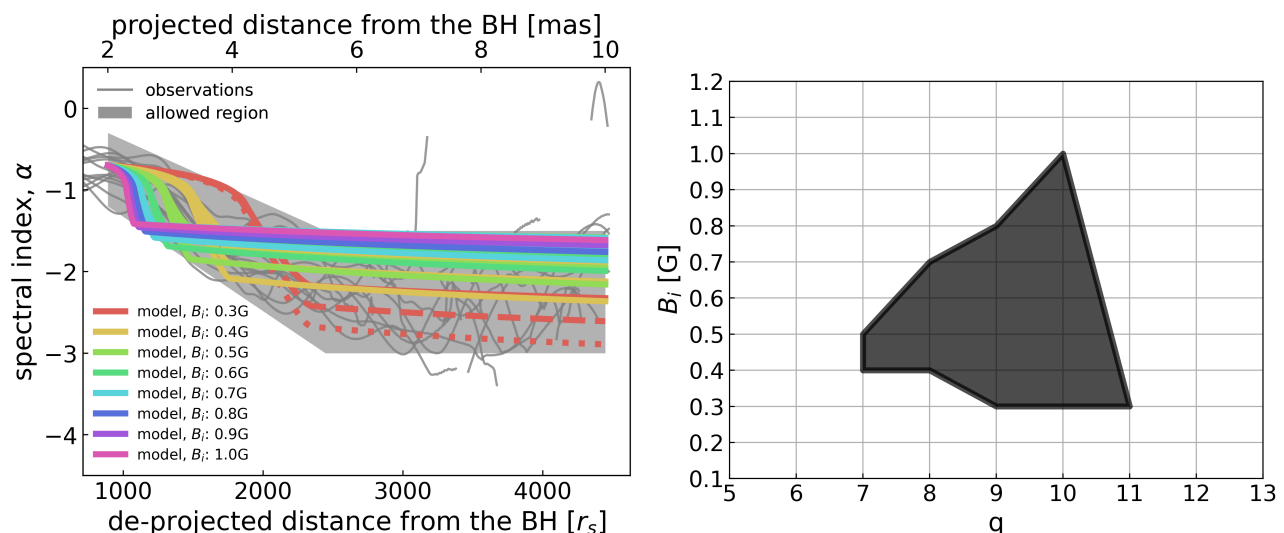 projected distance from the BH [mas]
2 4 6 8 10
observations
allowed region
0
−1
−2
−3
−4
spectral index, α
model, Bᵢ: 0.3G
model, Bᵢ: 0.4G
model, Bᵢ: 0.5G
model, Bᵢ: 0.6G
model, Bᵢ: 0.7G
model, Bᵢ: 0.8G
model, Bᵢ: 0.9G
model, Bᵢ: 1.0G
1000 2000 3000 4000
de-projected distance from the BH [rₛ]
1.2
1.1
1.0
0.9
0.8
0.7
0.6
0.5
0.4
0.3
0.2
0.1
Bᵢ [G]
5 6 7 8 9 10 11 12 13
q